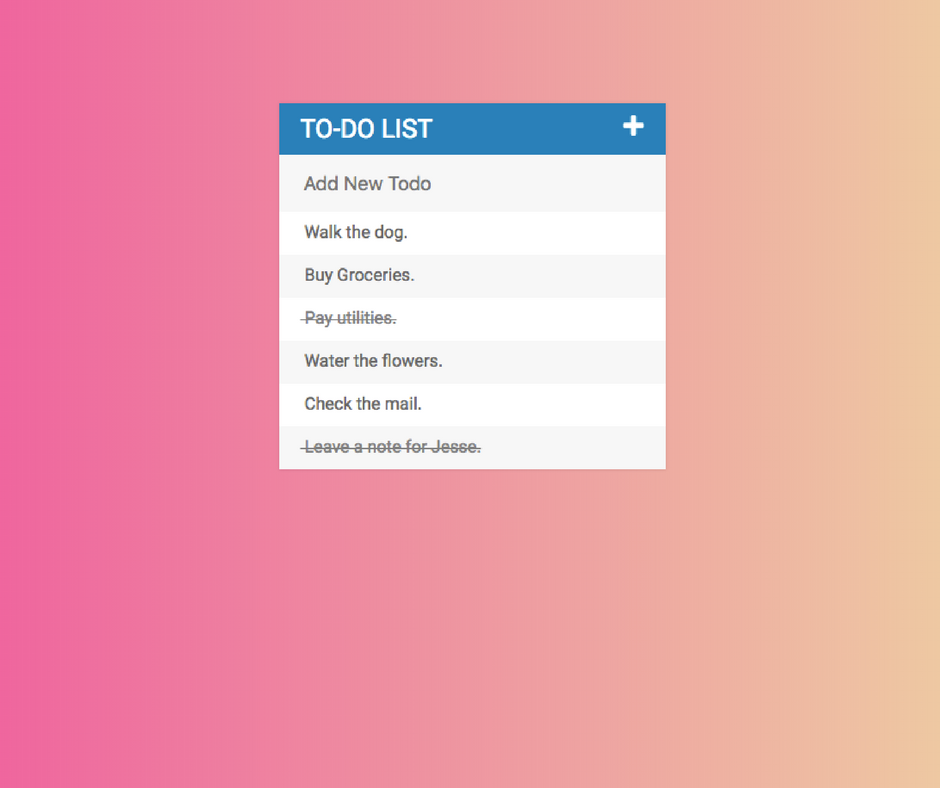 TO-DO LIST
Add New Todo
Walk the dog.
Buy Groceries.
Pay utilities.
Water the flowers.
Check the mail.
Leave a note for Jesse.